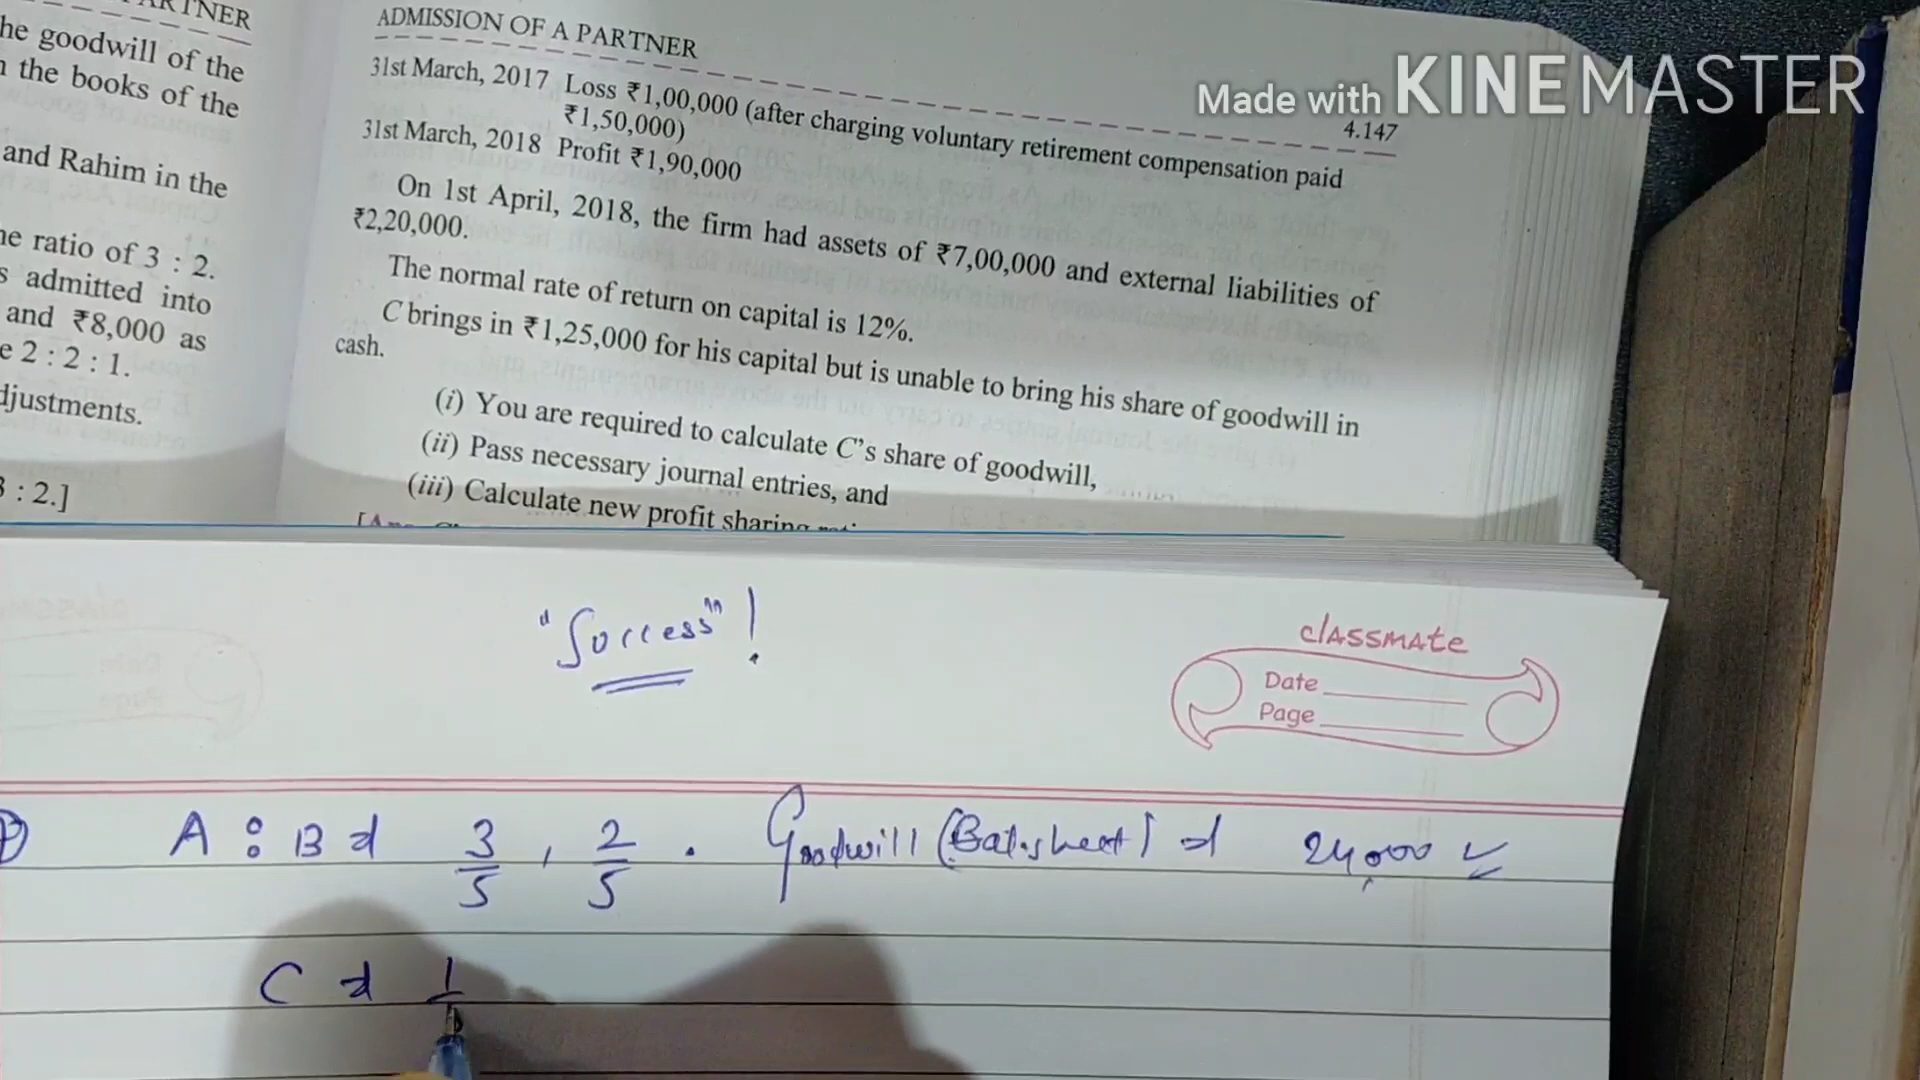 PARTNER
he goodwill of the
n the books of the
and Rahim in the
he ratio of 3 : 2.
s admitted into
and ₹8,000 as
e 2 : 2 : 1.
djustments.
3 : 2.]
ADMISSION OF A PARTNER
4.147
31st March, 2017 Loss ₹1,00,000 (after charging voluntary retirement compensation paid
₹1,50,000)
31st March, 2018 Profit ₹1,90,000
On 1st April, 2018, the firm had assets of ₹7,00,000 and external liabilities of
₹2,20,000.
The normal rate of return on capital is 12%.
C brings in ₹1,25,000 for his capital but is unable to bring his share of goodwill in
cash.
(i) You are required to calculate C's share of goodwill,
(ii) Pass necessary journal entries, and
(iii) Calculate new profit sharing
Made with KINEMASTER
"Success" !
classmate
Date
Page
A : B 3/5 , 2/5 . Goodwill (Bal. sheet) 24,000
C 1